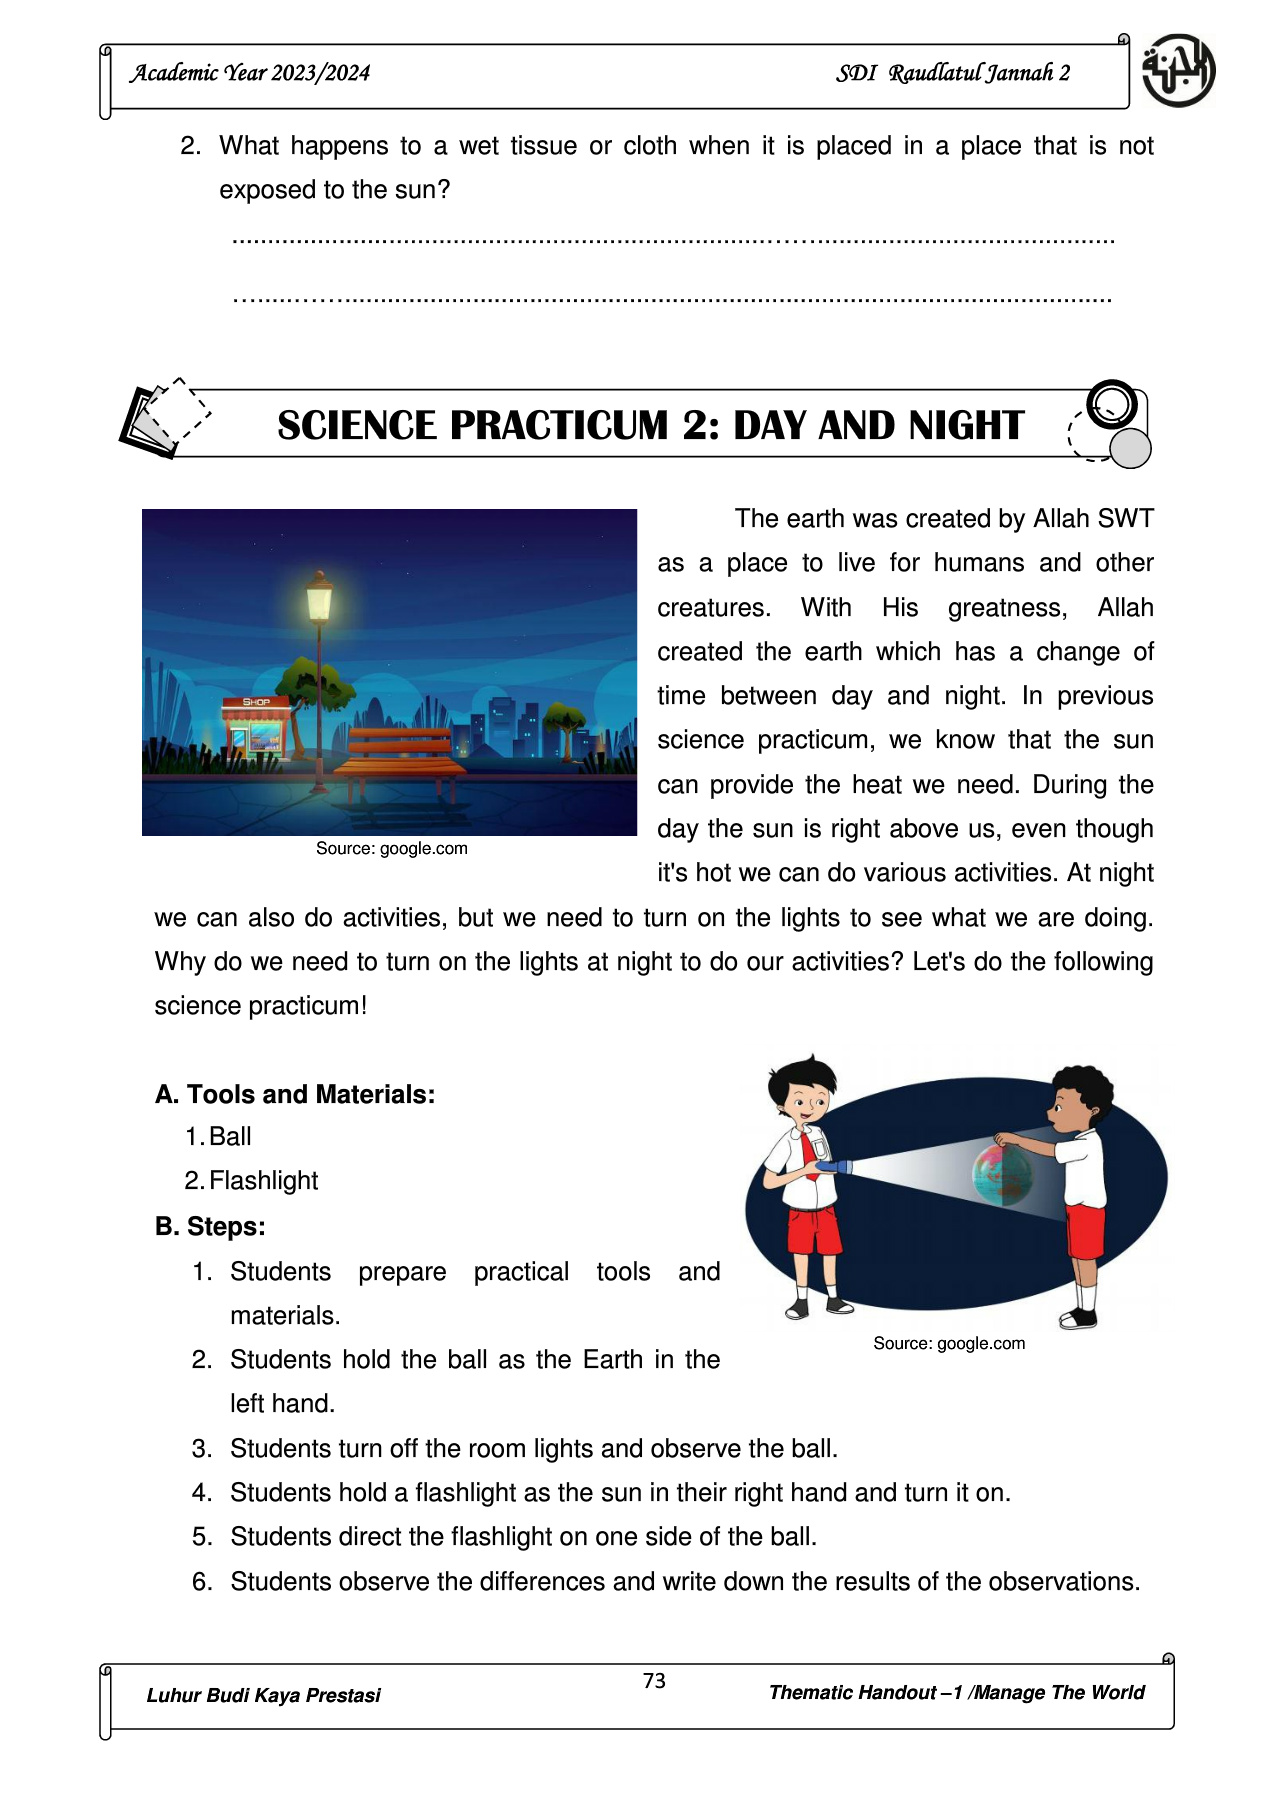 Academic Year 2023/2024
SDI Raudlatul Jannah 2
2. What happens to a wet tissue or cloth when it is placed in a place that is not
exposed to the sun?
SCIENCE PRACTICUM 2: DAY AND NIGHT
SHOP
Source: google.com
The earth was created by Allah SWT
as a place to live for humans and other
creatures. With His greatness, Allah
created the earth which has a change of
time between day and night. In previous
science practicum, we know that the sun
can provide the heat we need. During the
day the sun is right above us, even though
it's hot we can do various activities. At night
we can also do activities, but we need to turn on the lights to see what we are doing.
Why do we need to turn on the lights at night to do our activities? Let's do the following
science practicum!
A. Tools and Materials:
1. Ball
2. Flashlight
B. Steps:
1. Students prepare practical tools and
materials.
2. Students hold the ball as the Earth in the
left hand.
Source: google.com
3. Students turn off the room lights and observe the ball.
4. Students hold a flashlight as the sun in their right hand and turn it on.
5. Students direct the flashlight on one side of the ball.
6. Students observe the differences and write down the results of the observations.
Luhur Budi Kaya Prestasi
73
Thematic Handout –1 /Manage The World